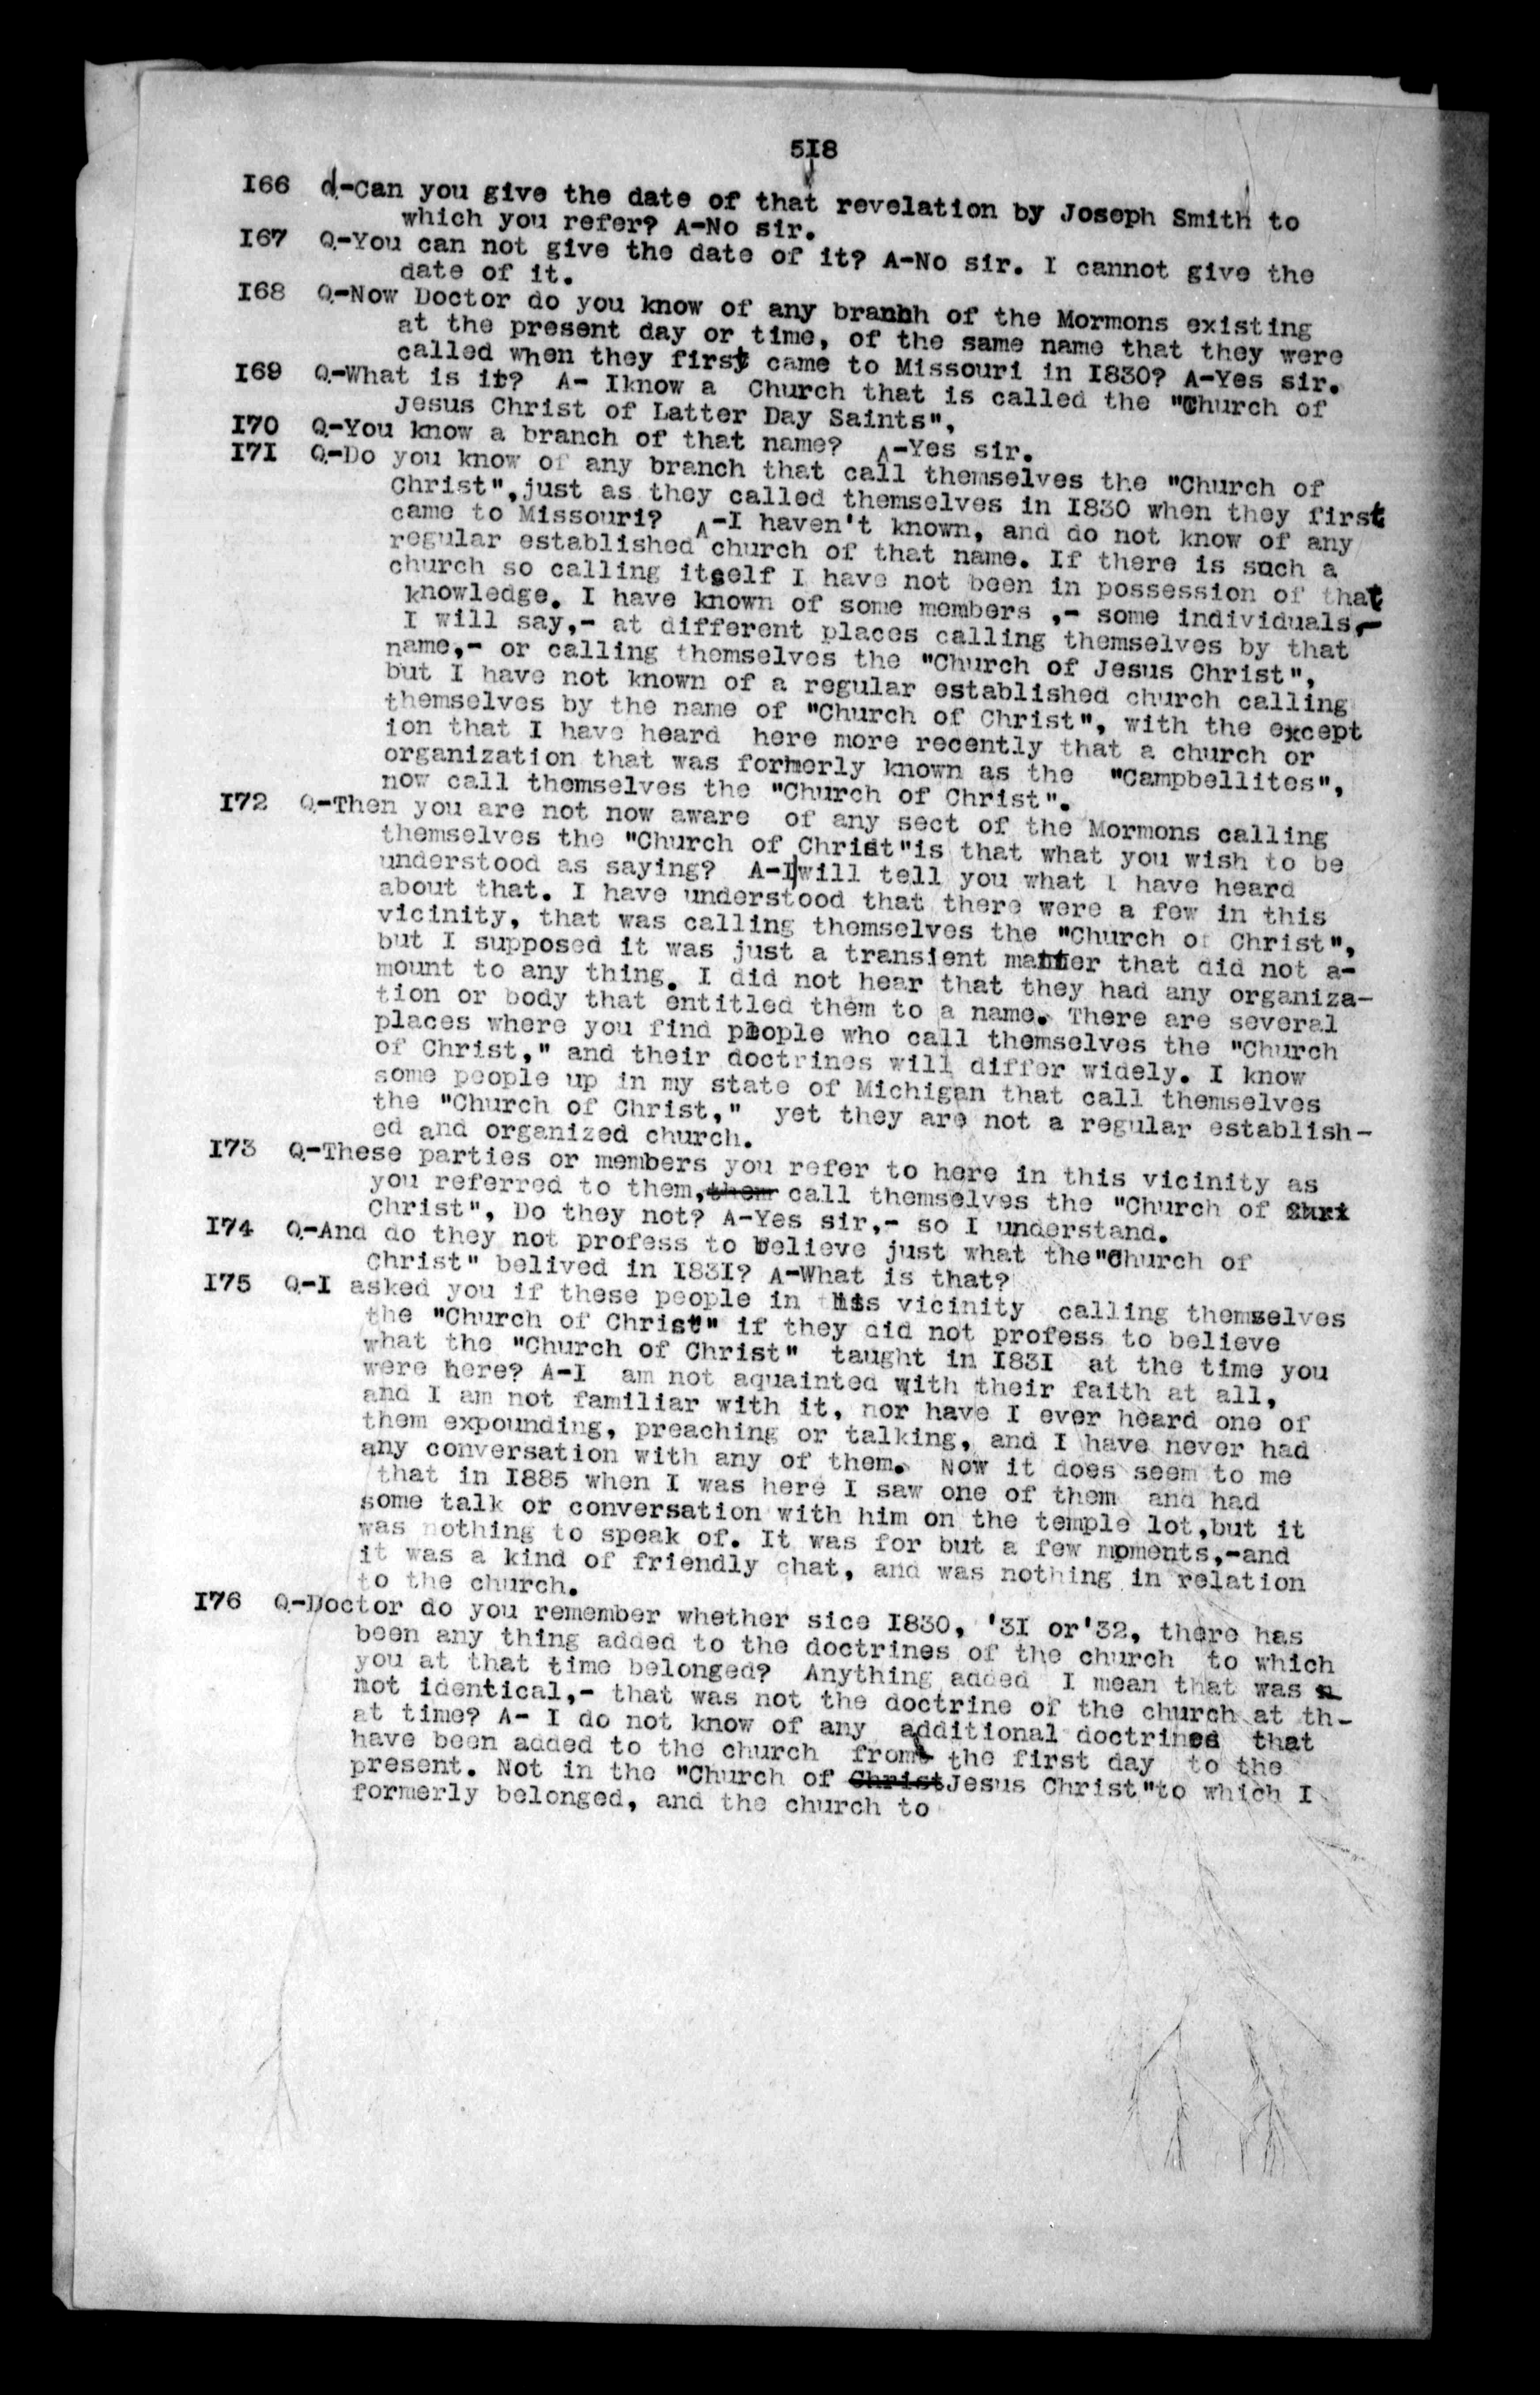 518
166 Q-Can you give the date of that revelation by Joseph Smith to
which you refer? A-No sir.
167 Q-You can not give the date of it? A-No sir. I cannot give the
date of it.
168 Q-Now Doctor do you know of any branhh of the Mormons existing
at the present day or time, of the same name that they were
called when they first came to Missouri in 1830? A-Yes sir.
169 Q-What is it? A- Iknow a Church that is called the "Church of
Jesus Christ of Latter Day Saints",
170 Q-You know a branch of that name? A-Yes sir.
171 Q-Do you know of any branch that call themselves the "Church of
Christ", just as they called themselves in 1830 when they first
came to Missouri? A-I haven't known, and do not know of any
regular established church of that name. If there is such a
church so calling itself I have not been in possession of that
knowledge. I have known of some members ,- some individuals,-
I will say,- at different places calling themselves by that
name,- or calling themselves the "Church of Jesus Christ",
but I have not known of a regular established church calling
themselves by the name of "Church of Christ", with the except
ion that I have heard here more recently that a church or
organization that was formerly known as the "Campbellites",
now call themselves the "Church of Christ".
172 Q-Then you are not now aware of any sect of the Mormons calling
themselves the "Church of Christ"is that what you wish to be
understood as saying? A-I will tell you what I have heard
about that. I have understood that there were a few in this
vicinity, that was calling themselves the "Church of Christ",
but I supposed it was just a transient matter that did not a-
mount to any thing. I did not hear that they had any organiza-
tion or body that entitled them to a name. There are several
places where you find people who call themselves the "Church
of Christ," and their doctrines will differ widely. I know
some people up in my state of Michigan that call themselves
the "Church of Christ," yet they are not a regular establish-
ed and organized church.
173 Q-These parties or members you refer to here in this vicinity as
you referred to them,them call themselves the "Church of Chri
Christ", Do they not? A-Yes sir,- so I understand.
174 Q-And do they not profess to believe just what the"Church of
Christ" belived in 1831? A-What is that?
175 Q-I asked you if these people in this vicinity calling themselves
the "Church of Christ" if they did not profess to believe
what the "Church of Christ" taught in 1831 at the time you
were here? A-I am not aquainted with their faith at all,
and I am not familiar with it, nor have I ever heard one of
them expounding, preaching or talking, and I have never had
any conversation with any of them. Now it does seem to me
that in 1885 when I was here I saw one of them and had
some talk or conversation with him on the temple lot,but it
was nothing to speak of. It was for but a few moments,-and
it was a kind of friendly chat, and was nothing in relation
to the church.
176 Q-Doctor do you remember whether sice 1830, '31 or'32, there has
been any thing added to the doctrines of the church to which
you at that time belonged? Anything added I mean that was n
not identical,- that was not the doctrine of the church at th-
at time? A- I do not know of any additional doctrines that
have been added to the church from the first day to the
present. Not in the "Church of Christ Jesus Christ"to which I
formerly belonged, and the church to